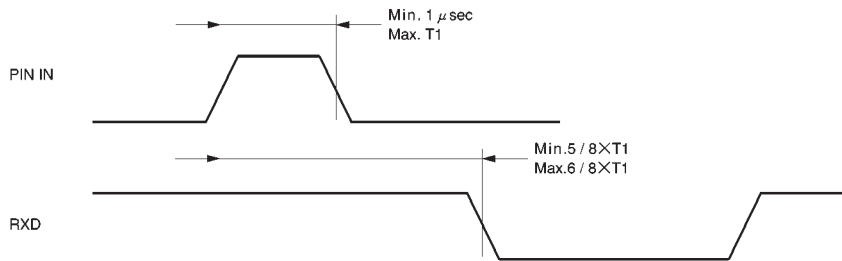 Min. 1 μsec
Max. T1
PIN IN
Min.5 / 8×T1
Max.6 / 8×T1
RXD